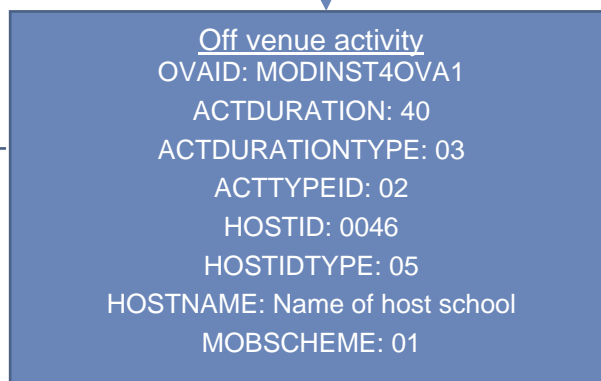 Off venue activity
OVAID: MODINST4OVA1
ACTDURATION: 40
ACTDURATIONTYPE: 03
ACTTYPEID: 02
HOSTID: 0046
HOSTIDTYPE: 05
HOSTNAME: Name of host school
MOBSCHEME: 01